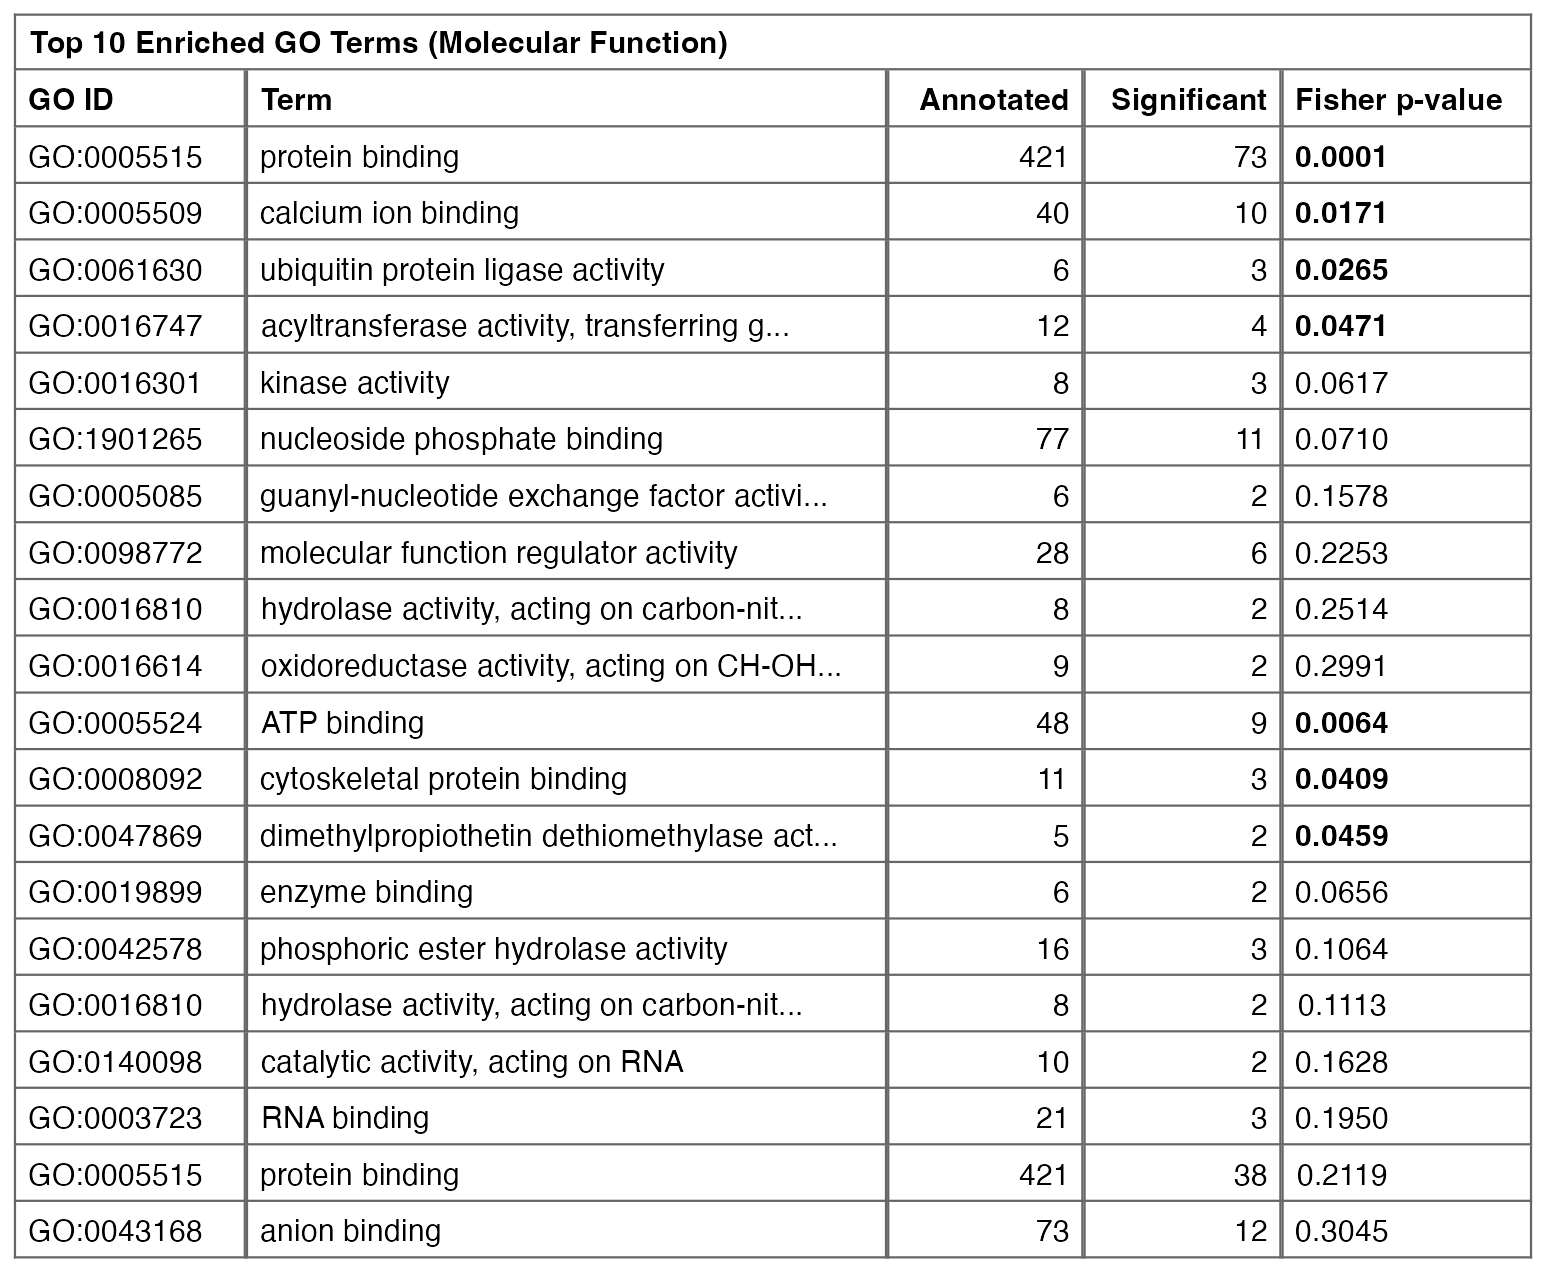 Top 10 Enriched GO Terms (Molecular Function)
GO ID Term Annotated Significant Fisher p-value
GO:0005515 protein binding 421 73 0.0001
GO:0005509 calcium ion binding 40 10 0.0171
GO:0061630 ubiquitin protein ligase activity 6 3 0.0265
GO:0016747 acyltransferase activity, transferring g... 12 4 0.0471
GO:0016301 kinase activity 8 3 0.0617
GO:1901265 nucleoside phosphate binding 77 11 0.0710
GO:0005085 guanyl-nucleotide exchange factor activi... 6 2 0.1578
GO:0098772 molecular function regulator activity 28 6 0.2253
GO:0016810 hydrolase activity, acting on carbon-nit... 8 2 0.2514
GO:0016614 oxidoreductase activity, acting on CH-OH... 9 2 0.2991
GO:0005524 ATP binding 48 9 0.0064
GO:0008092 cytoskeletal protein binding 11 3 0.0409
GO:0047869 dimethylpropiothetin dethiomethylase act... 5 2 0.0459
GO:0019899 enzyme binding 6 2 0.0656
GO:0042578 phosphoric ester hydrolase activity 16 3 0.1064
GO:0016810 hydrolase activity, acting on carbon-nit... 8 2 0.1113
GO:0140098 catalytic activity, acting on RNA 10 2 0.1628
GO:0003723 RNA binding 21 3 0.1950
GO:0005515 protein binding 421 38 0.2119
GO:0043168 anion binding 73 12 0.3045